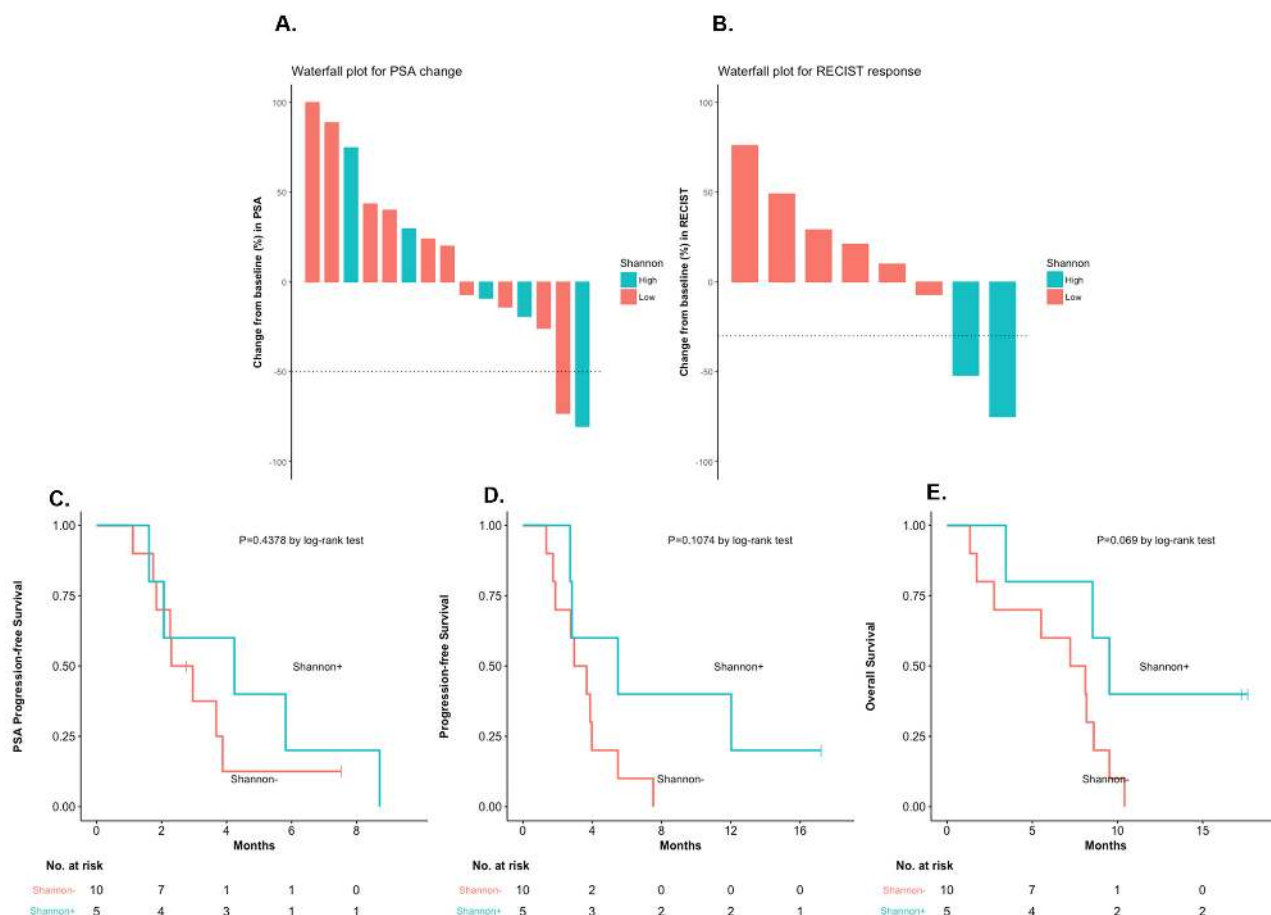 A.
Waterfall plot for PSA change
100
50
0
-50
-100
Change from baseline (%) in PSA
Shannon
High
Low
B.
Waterfall plot for RECIST response
100
50
0
-50
-100
Change from baseline (%) in RECIST
Shannon
High
Low
C.
1.00
0.75
0.50
0.25
0.00
PSA Progression-free Survival
P=0.4378 by log-rank test
Shannon+
Shannon-
0 2 4 6 8
Months
No. at risk
Shannon- 10 7 1 1 0
Shannon+ 5 4 3 1 1
D.
1.00
0.75
0.50
0.25
0.00
Progression-free Survival
P=0.1074 by log-rank test
Shannon+
Shannon-
0 4 8 12 16
Months
No. at risk
Shannon- 10 2 0 0 0
Shannon+ 5 3 2 2 1
E.
1.00
0.75
0.50
0.25
0.00
Overall Survival
P=0.069 by log-rank test
Shannon+
Shannon-
0 5 10 15
Months
No. at risk
Shannon- 10 7 1 0
Shannon+ 5 4 2 2